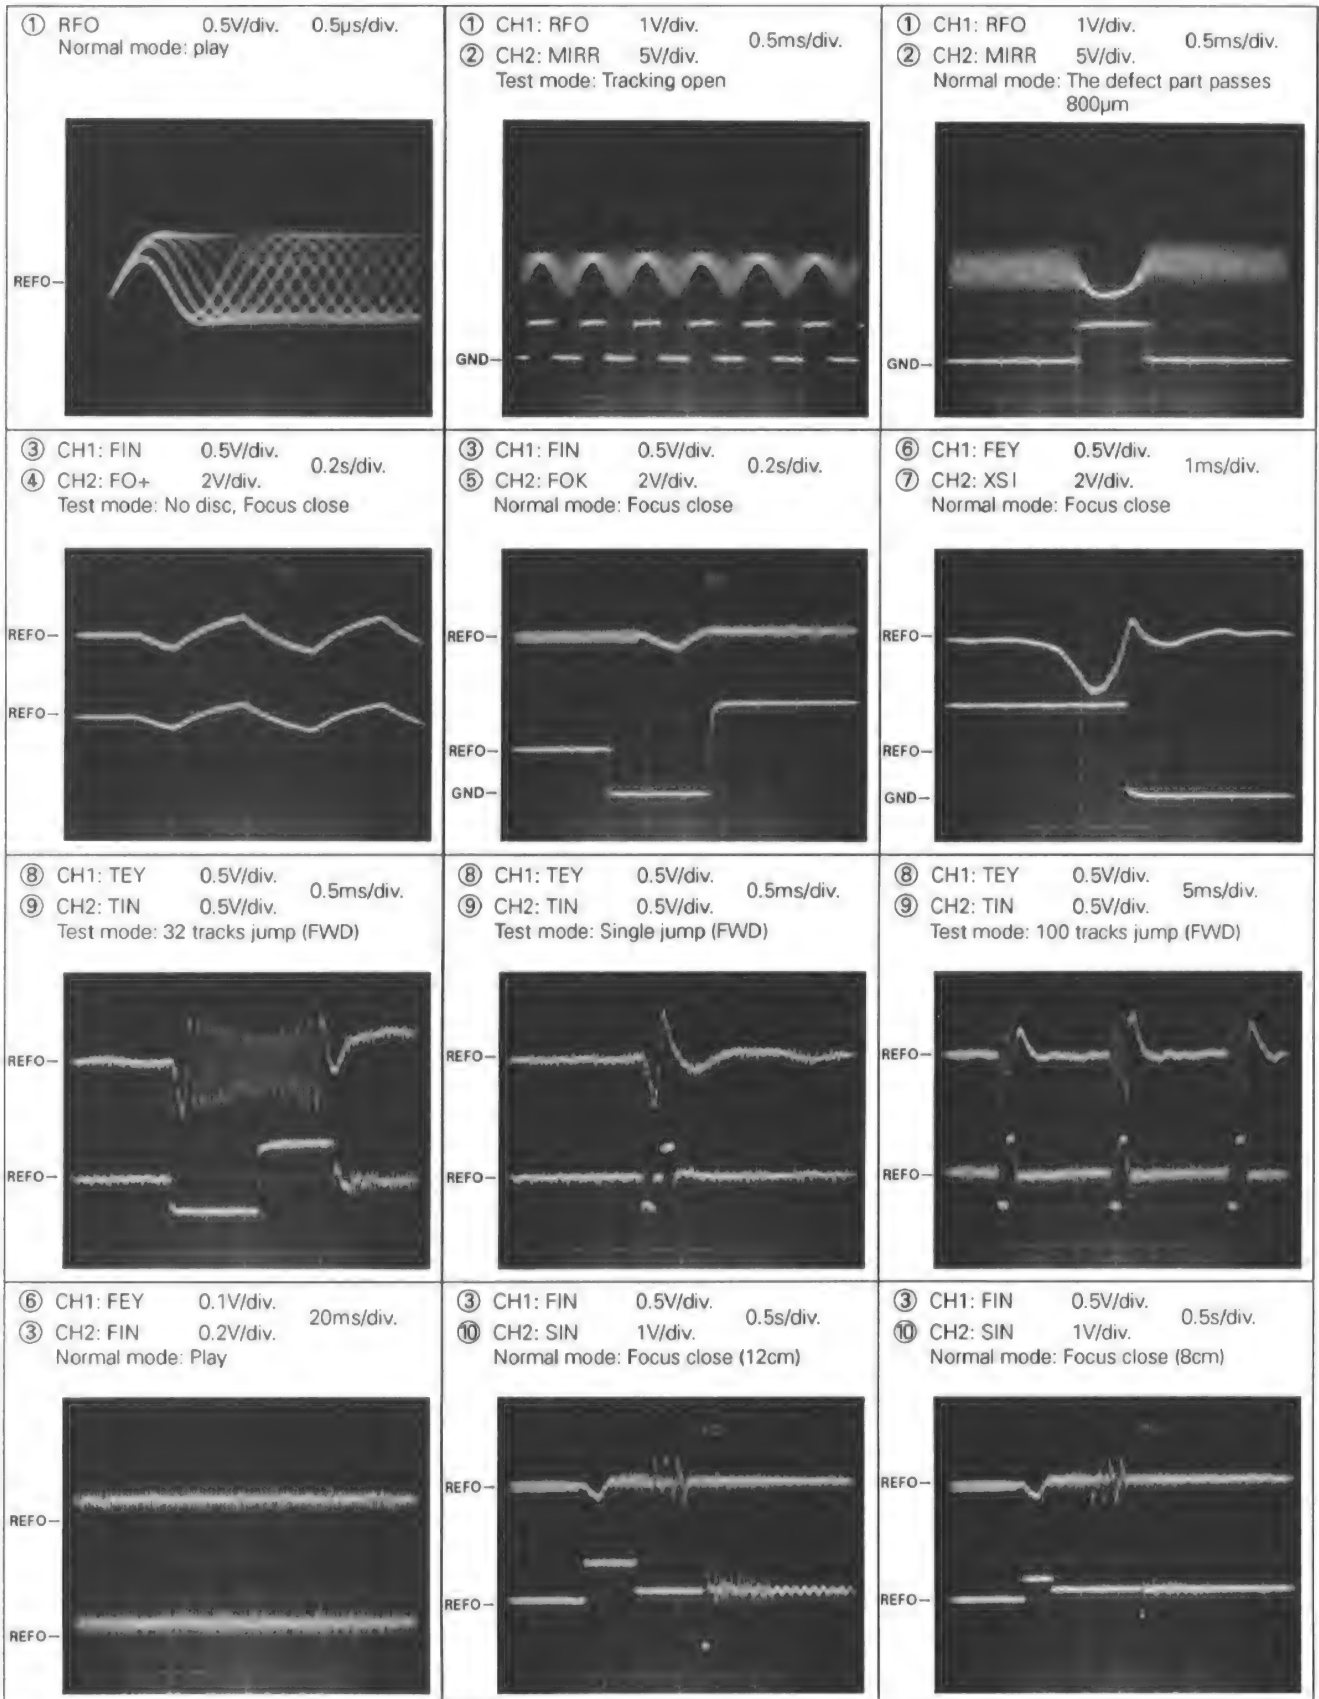 ① RFO 0.5V/div. 0.5µs/div.
Normal mode: play
REFO
① CH1: RFO 1V/div. 0.5ms/div.
② CH2: MIRR 5V/div.
Test mode: Tracking open
GND
① CH1: RFO 1V/div. 0.5ms/div.
② CH2: MIRR 5V/div.
Normal mode: The defect part passes
800µm
GND
③ CH1: FIN 0.5V/div. 0.2s/div.
④ CH2: FO+ 2V/div.
Test mode: No disc, Focus close
REFO
REFO
③ CH1: FIN 0.5V/div. 0.2s/div.
⑤ CH2: FOK 2V/div.
Normal mode: Focus close
REFO
REFO
GND
⑥ CH1: FEY 0.5V/div. 1ms/div.
⑦ CH2: XSI 2V/div.
Normal mode: Focus close
REFO
REFO
GND
⑧ CH1: TEY 0.5V/div. 0.5ms/div.
⑨ CH2: TIN 0.5V/div.
Test mode: 32 tracks jump (FWD)
REFO
REFO
⑧ CH1: TEY 0.5V/div. 0.5ms/div.
⑨ CH2: TIN 0.5V/div.
Test mode: Single jump (FWD)
REFO
REFO
⑧ CH1: TEY 0.5V/div. 5ms/div.
⑨ CH2: TIN 0.5V/div.
Test mode: 100 tracks jump (FWD)
REFO
REFO
⑥ CH1: FEY 0.1V/div. 20ms/div.
③ CH2: FIN 0.2V/div.
Normal mode: Play
REFO
REFO
③ CH1: FIN 0.5V/div. 0.5s/div.
⑩ CH2: SIN 1V/div.
Normal mode: Focus close (12cm)
REFO
REFO
③ CH1: FIN 0.5V/div. 0.5s/div.
⑩ CH2: SIN 1V/div.
Normal mode: Focus close (8cm)
REFO
REFO